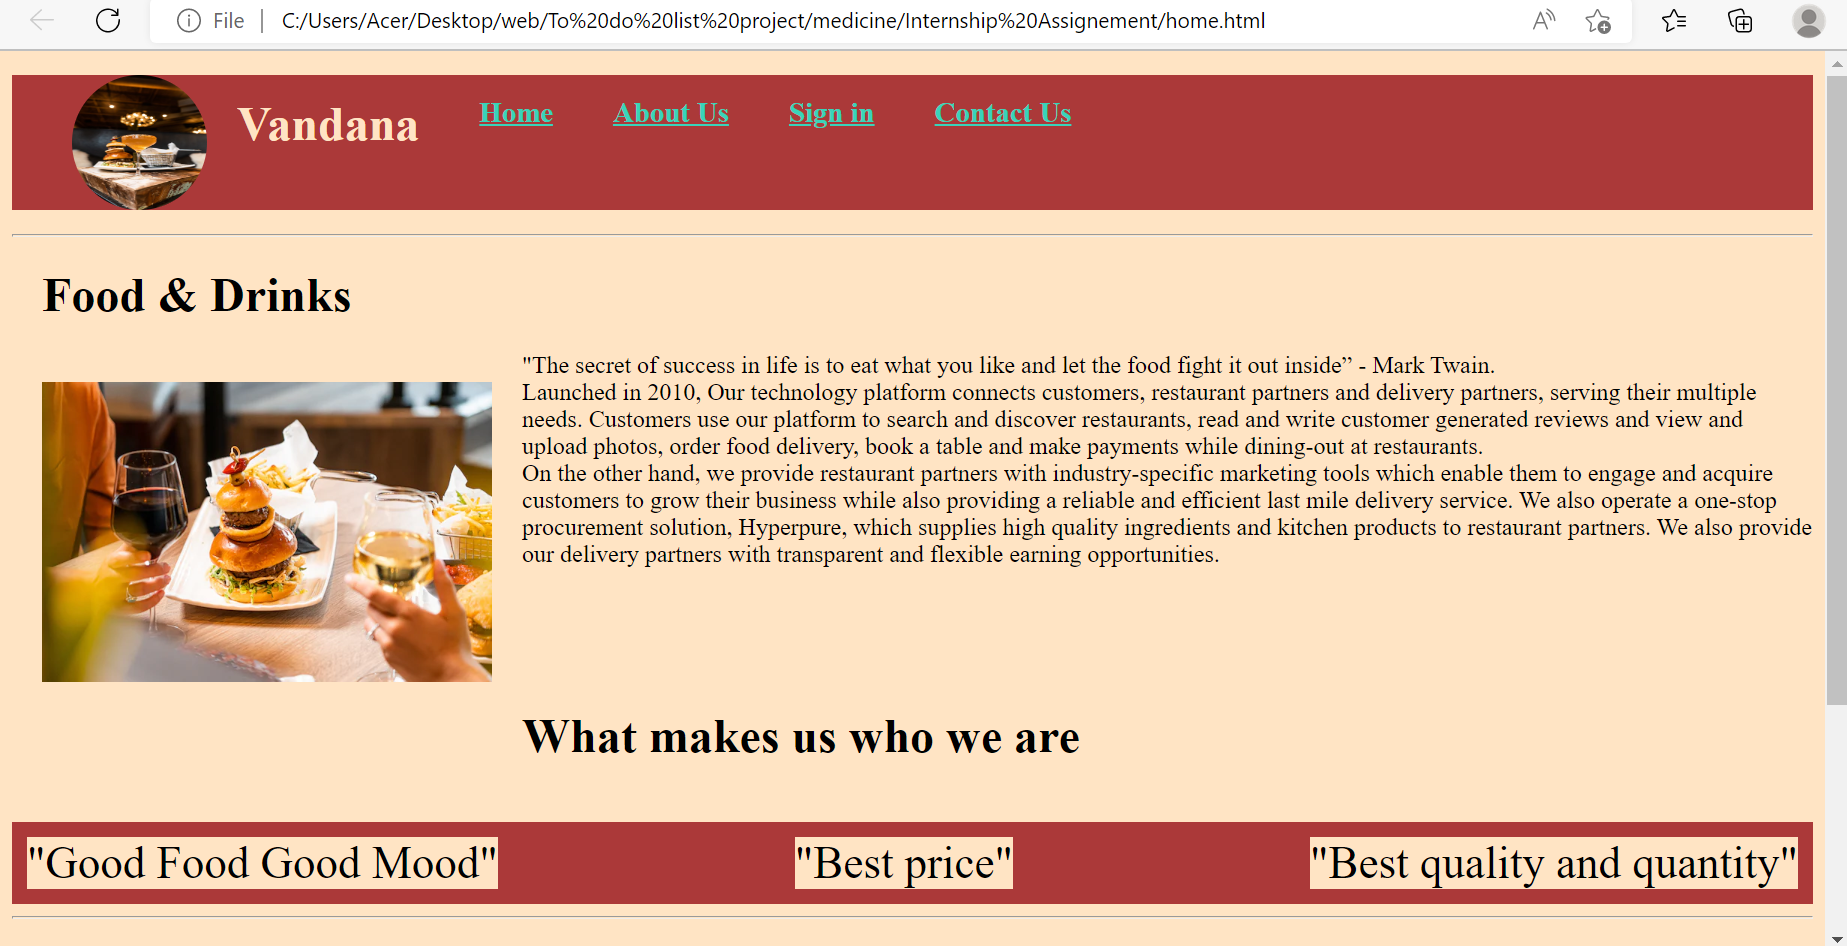 File | C:/Users/Acer/Desktop/web/To%20do%20list%20project/medicine/Internship%20Assignement/home.html
Vandana Home About Us Sign in Contact Us
Food & Drinks
"The secret of success in life is to eat what you like and let the food fight it out inside” - Mark Twain.
Launched in 2010, Our technology platform connects customers, restaurant partners and delivery partners, serving their multiple
needs. Customers use our platform to search and discover restaurants, read and write customer generated reviews and view and
upload photos, order food delivery, book a table and make payments while dining-out at restaurants.
On the other hand, we provide restaurant partners with industry-specific marketing tools which enable them to engage and acquire
customers to grow their business while also providing a reliable and efficient last mile delivery service. We also operate a one-stop
procurement solution, Hyperpure, which supplies high quality ingredients and kitchen products to restaurant partners. We also provide
our delivery partners with transparent and flexible earning opportunities.
What makes us who we are
"Good Food Good Mood" "Best price" "Best quality and quantity"